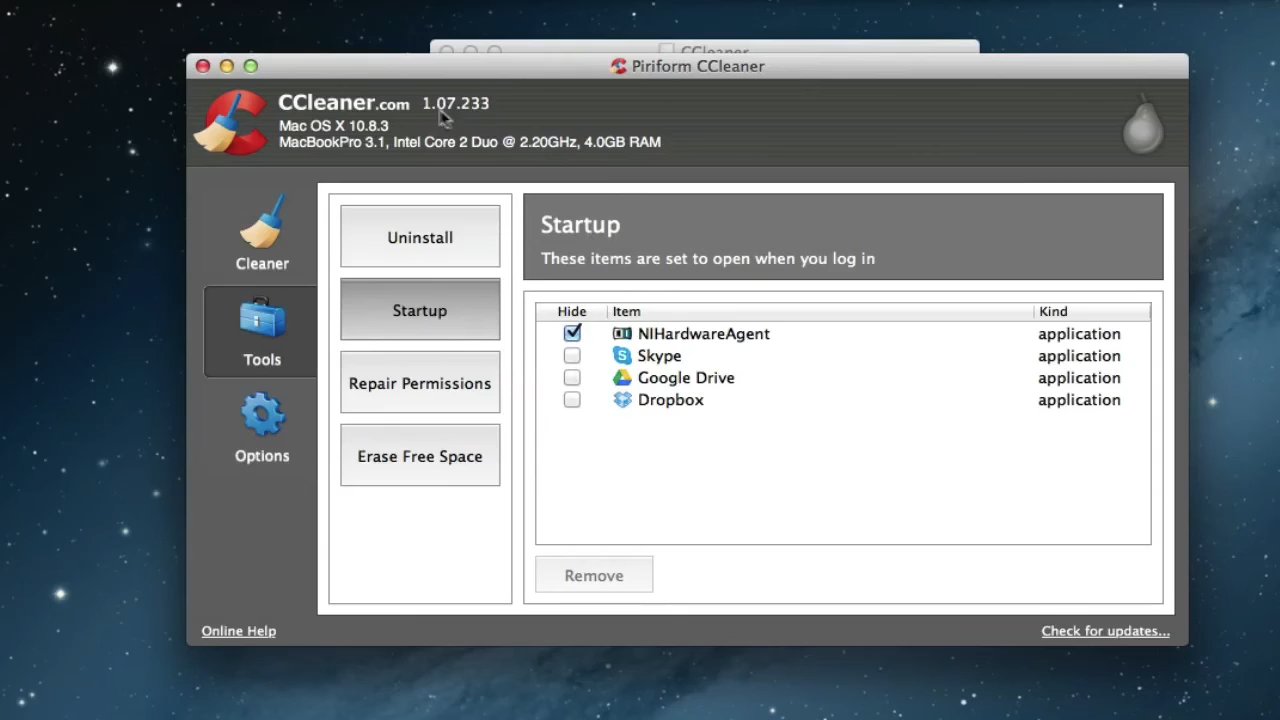 CCleaner
Piriform CCleaner
CCleaner.com 1.07.233
Mac OS X 10.8.3
MacBookPro 3.1, Intel Core 2 Duo @ 2.20GHz, 4.0GB RAM
Cleaner
Tools
Options
Uninstall
Startup
Repair Permissions
Erase Free Space
Startup
These items are set to open when you log in
Hide Item Kind
NIHardwareAgent application
Skype application
Google Drive application
Dropbox application
Remove
Online Help
Check for updates...